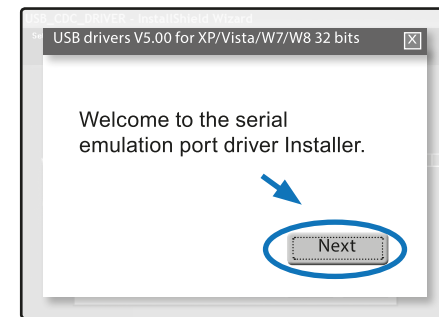 USB_CDC_DRIVER - InstallShield Wizard
USB drivers V5.00 for XP/Vista/W7/W8 32 bits
X
Welcome to the serial
emulation port driver Installer.
Next